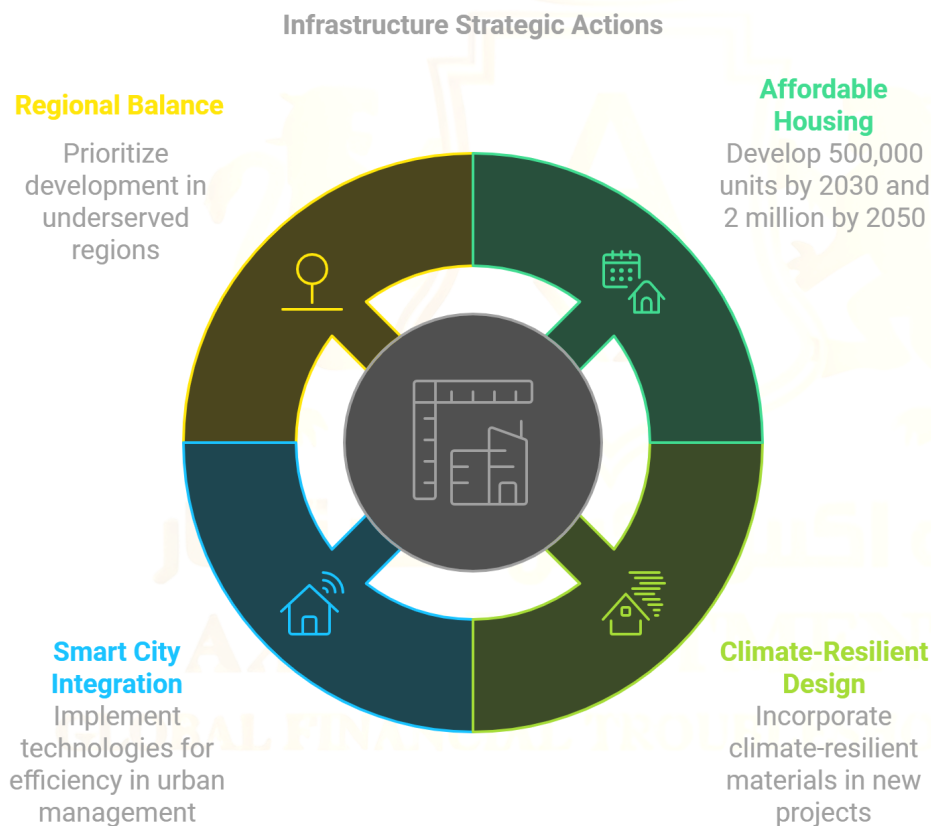 Infrastructure Strategic Actions
Regional Balance
Prioritize
development in
underserved
regions
Affordable
Housing
Develop 500,000
units by 2030 and
2 million by 2050
Smart City
Integration
Implement
technologies for
efficiency in urban
management
Climate-Resilient
Design
Incorporate
climate-resilient
materials in new
projects